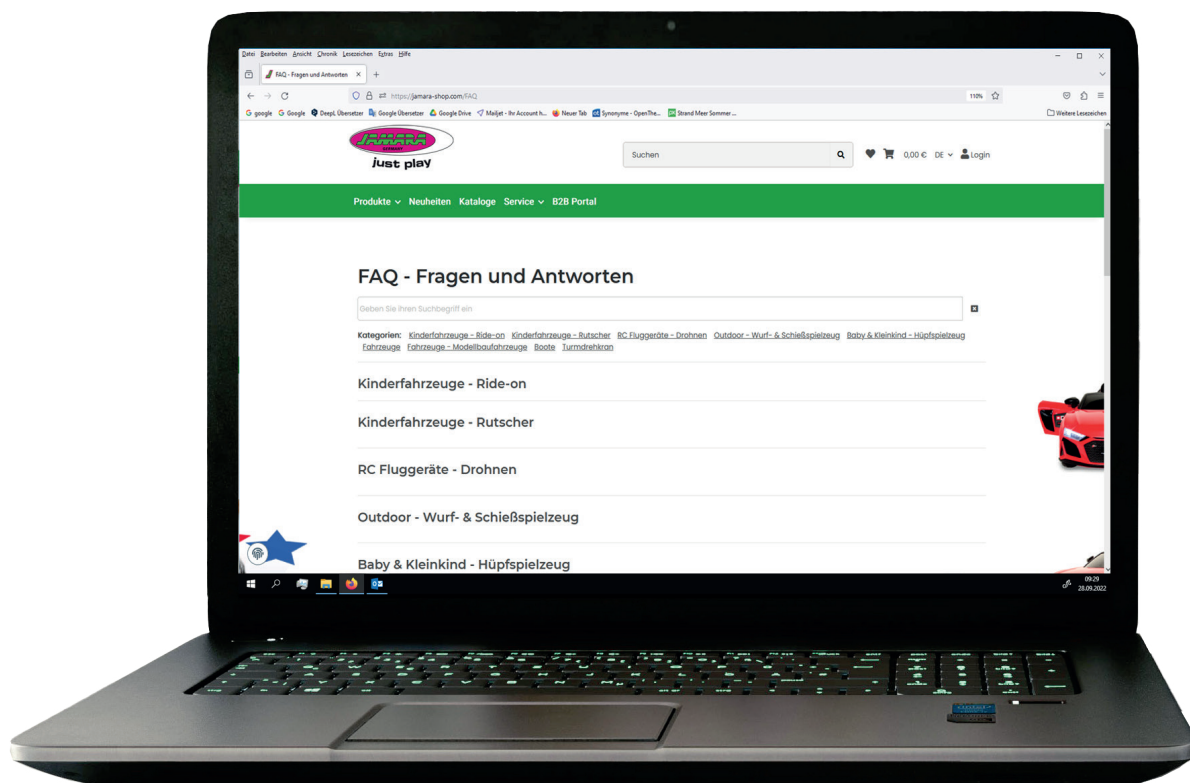 Datei Bearbeiten Ansicht Chronik Lesezeichen Extras Hilfe
FAQ - Fragen und Antworten
https://jamara-shop.com/FAQ
110%
google Google DeepL Übersetzer Google Übersetzer Google Drive Mailjet - Ihr Account h... Neuer Tab Synonyme - OpenThe... Strand Meer Sommer ... Weitere Lesezeichen
JAMARA
GERMANY
just play
Suchen
0,00 € DE Login
Produkte Neuheiten Kataloge Service B2B Portal
FAQ - Fragen und Antworten
Geben Sie ihren Suchbegriff ein
Kategorien: Kinderfahrzeuge - Ride-on Kinderfahrzeuge - Rutscher RC Fluggeräte - Drohnen Outdoor - Wurf- & Schießspielzeug Baby & Kleinkind - Hüpfspielzeug
Fahrzeuge Fahrzeuge - Modellbaufahrzeuge Boote Turmdrehkran
Kinderfahrzeuge - Ride-on
Kinderfahrzeuge - Rutscher
RC Fluggeräte - Drohnen
Outdoor - Wurf- & Schießspielzeug
Baby & Kleinkind - Hüpfspielzeug
09:29
28.09.2022